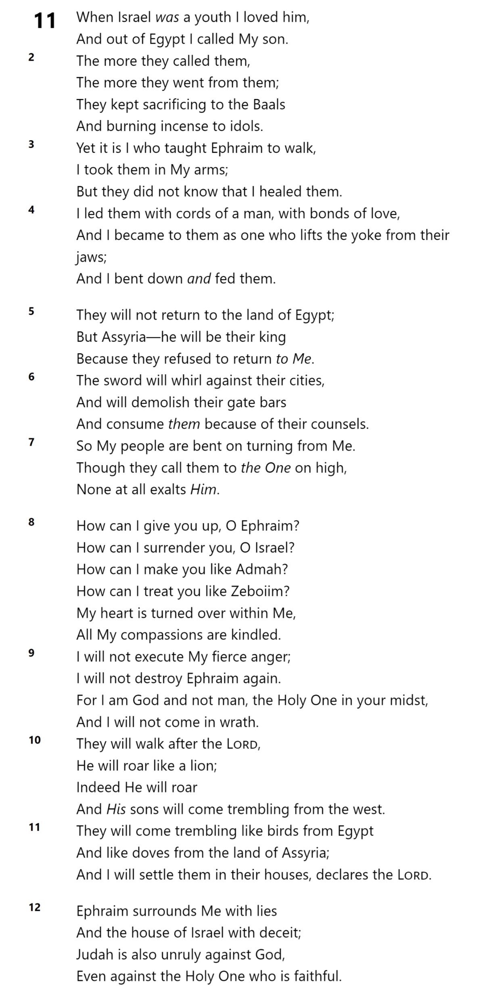 11 When Israel was a youth I loved him,
And out of Egypt I called My son.
2 The more they called them,
The more they went from them;
They kept sacrificing to the Baals
And burning incense to idols.
3 Yet it is I who taught Ephraim to walk,
I took them in My arms;
But they did not know that I healed them.
4 I led them with cords of a man, with bonds of love,
And I became to them as one who lifts the yoke from their
jaws;
And I bent down and fed them.
5 They will not return to the land of Egypt;
But Assyria—he will be their king
Because they refused to return to Me.
6 The sword will whirl against their cities,
And will demolish their gate bars
And consume them because of their counsels.
7 So My people are bent on turning from Me.
Though they call them to the One on high,
None at all exalts Him.
8 How can I give you up, O Ephraim?
How can I surrender you, O Israel?
How can I make you like Admah?
How can I treat you like Zeboiim?
My heart is turned over within Me,
All My compassions are kindled.
9 I will not execute My fierce anger;
I will not destroy Ephraim again.
For I am God and not man, the Holy One in your midst,
And I will not come in wrath.
10 They will walk after the LORD,
He will roar like a lion;
Indeed He will roar
And His sons will come trembling from the west.
11 They will come trembling like birds from Egypt
And like doves from the land of Assyria;
And I will settle them in their houses, declares the LORD.
12 Ephraim surrounds Me with lies
And the house of Israel with deceit;
Judah is also unruly against God,
Even against the Holy One who is faithful.